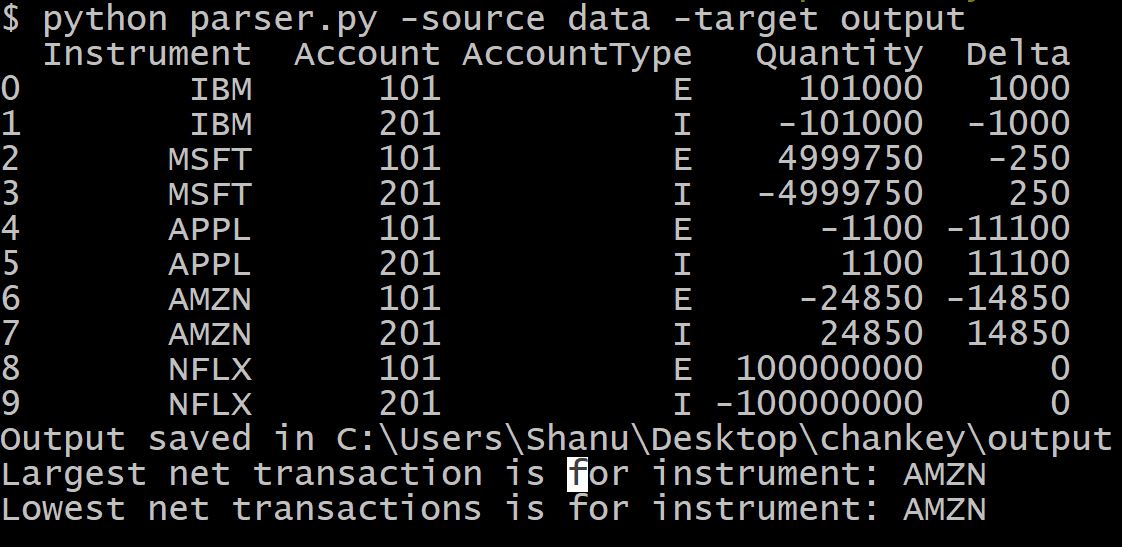 $ python parser.py -source data -target output
Instrument Account AccountType Quantity Delta
0 IBM 101 E 101000 1000
1 IBM 201 I -101000 -1000
2 MSFT 101 E 4999750 -250
3 MSFT 201 I -4999750 250
4 APPL 101 E -1100 -11100
5 APPL 201 I 1100 11100
6 AMZN 101 E -24850 -14850
7 AMZN 201 I 24850 14850
8 NFLX 101 E 100000000 0
9 NFLX 201 I -100000000 0
Output saved in C:\Users\Shanu\Desktop\chankey\output
Largest net transaction is for instrument: AMZN
Lowest net transactions is for instrument: AMZN